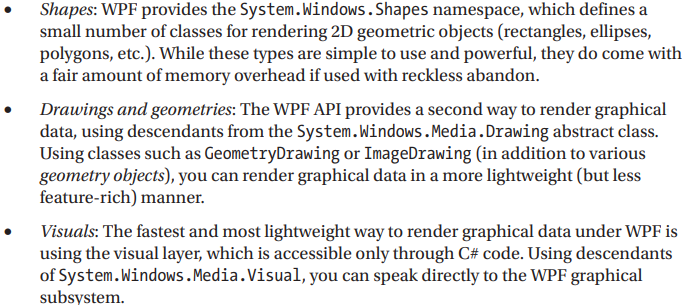 • Shapes: WPF provides the System.Windows.Shapes namespace, which defines a
small number of classes for rendering 2D geometric objects (rectangles, ellipses,
polygons, etc.). While these types are simple to use and powerful, they do come with
a fair amount of memory overhead if used with reckless abandon.
• Drawings and geometries: The WPF API provides a second way to render graphical
data, using descendants from the System.Windows.Media.Drawing abstract class.
Using classes such as GeometryDrawing or ImageDrawing (in addition to various
geometry objects), you can render graphical data in a more lightweight (but less
feature-rich) manner.
• Visuals: The fastest and most lightweight way to render graphical data under WPF is
using the visual layer, which is accessible only through C# code. Using descendants
of System.Windows.Media.Visual, you can speak directly to the WPF graphical
subsystem.